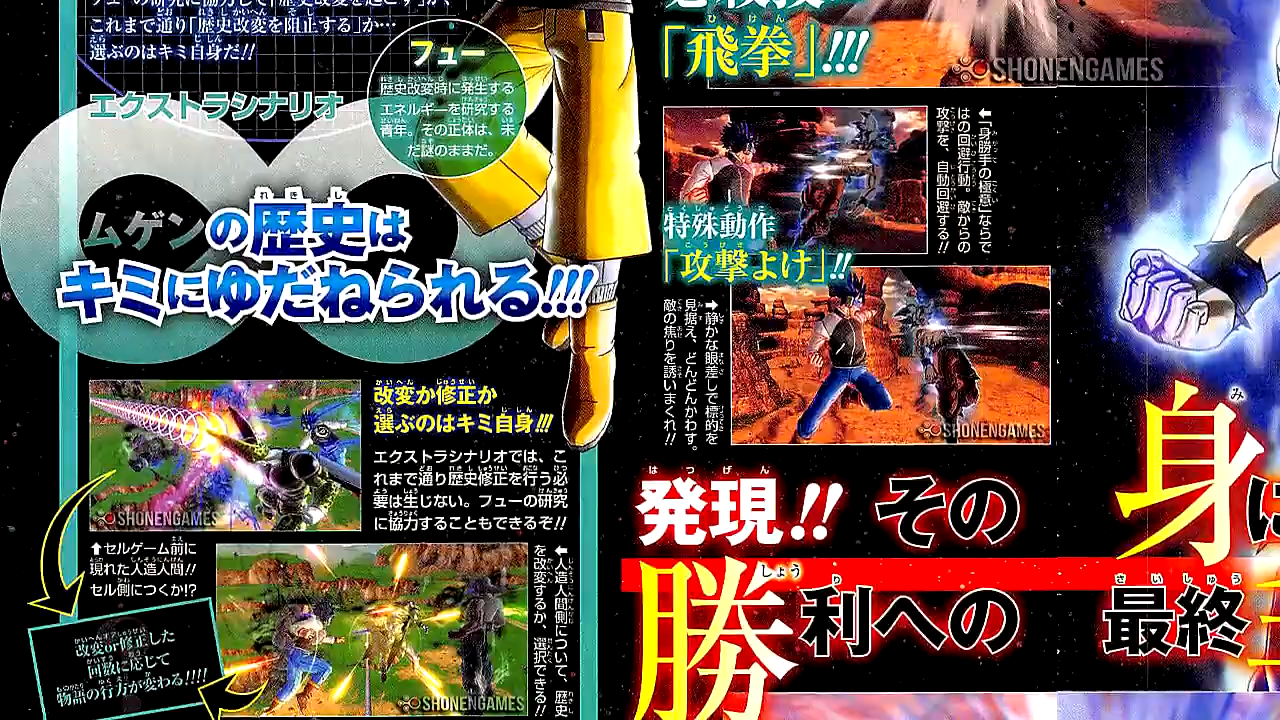 これまで通り「歴史改変を阻止する」か…
選ぶのはキミ自身だ!!
フュー
歴史改変時に発生する
エネルギーを研究する
青年。その正体は、未
だ謎のままだ。
エクストラシナリオ
ムゲンの歴史は
キミにゆだねられる!!!
改変か修正か
選ぶのはキミ自身!!!
エクストラシナリオでは、こ
れまで通り歴史修正を行う必
要は生じない。フューの研究
に協力することもできるぞ!!
SHONENGAMES
⬆セルゲーム前に
現れた人造人間!!
セル側につくか!?
⬅人造人間側について、歴史
を改変するか、選択できる!!
改変or修正した
回数に応じて
物語の行方が変わる!!!!
SHONENGAMES
「飛拳」!!!
SHONENGAMES
⬅「身勝手の極意」ならで
はの回避行動。敵からの
攻撃を、自動回避する!!
特殊動作
「攻撃よけ」!!
➡静かな眼差しで標的を
見据え、どんどんかわす。
敵の焦りを誘いまくれ!!
SHONENGAMES
発現!! その
勝利への
最終
身